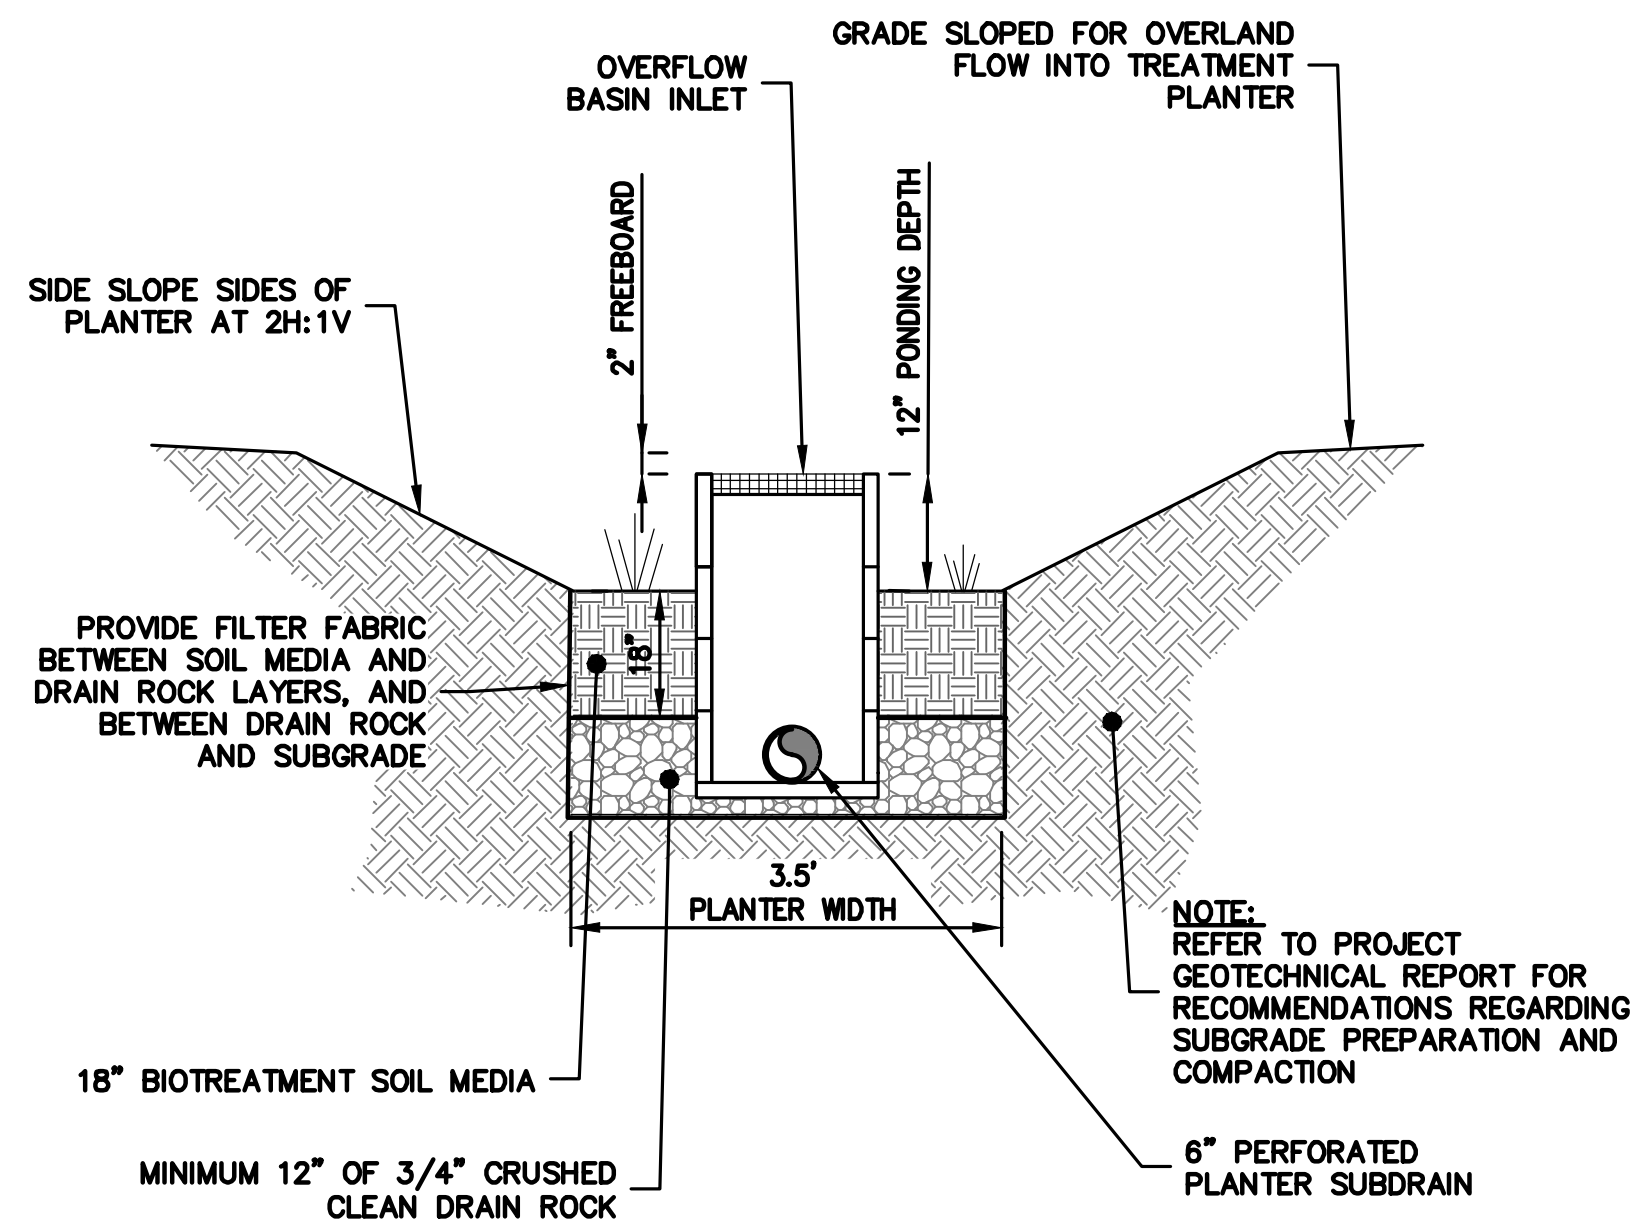 GRADE SLOPED FOR OVERLAND
FLOW INTO TREATMENT
PLANTER
OVERFLOW
BASIN INLET
2" FREEBOARD
12" PONDING DEPTH
SIDE SLOPE SIDES OF
PLANTER AT 2H:1V
PROVIDE FILTER FABRIC
BETWEEN SOIL MEDIA AND
DRAIN ROCK LAYERS, AND
BETWEEN DRAIN ROCK
AND SUBGRADE
18"
3.5'
PLANTER WIDTH
NOTE:
REFER TO PROJECT
GEOTECHNICAL REPORT FOR
RECOMMENDATIONS REGARDING
SUBGRADE PREPARATION AND
COMPACTION
18" BIOTREATMENT SOIL MEDIA
MINIMUM 12" OF 3/4" CRUSHED
CLEAN DRAIN ROCK
6" PERFORATED
PLANTER SUBDRAIN